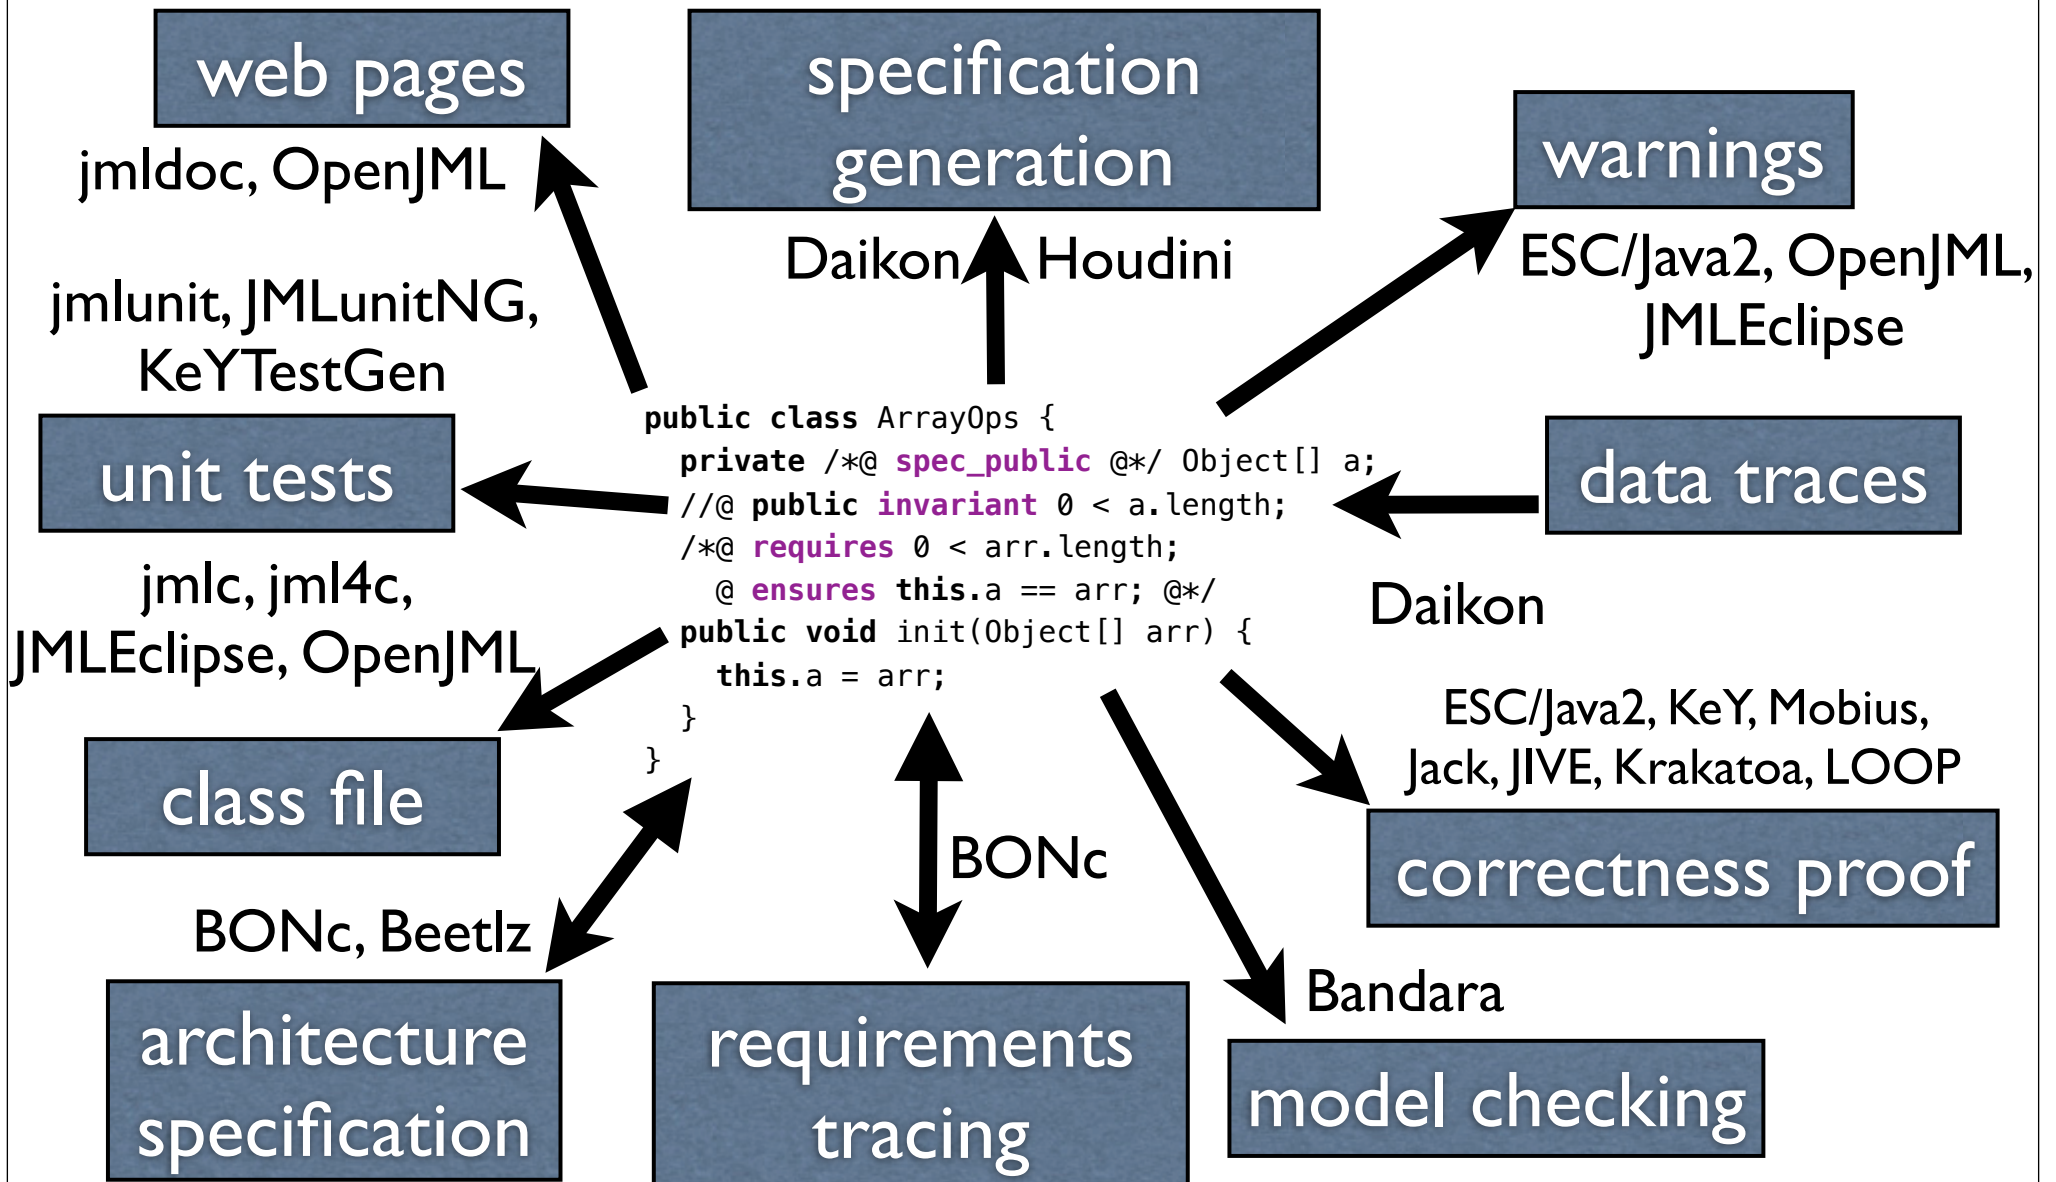 web pages
jmldoc, OpenJML
specification
generation
Daikon Houdini
warnings
ESC/Java2, OpenJML,
JMLEclipse
jmlunit, JMLunitNG,
KeYTestGen
unit tests
public class ArrayOps {
private /*@ spec_public @*/ Object[] a;
//@ public invariant 0 < a.length;
/*@ requires 0 < arr.length;
@ ensures this.a == arr; @*/
public void init(Object[] arr) {
this.a = arr;
}
}
data traces
Daikon
jmlc, jml4c,
JMLEclipse, OpenJML
class file
ESC/Java2, KeY, Mobius,
Jack, JIVE, Krakatoa, LOOP
correctness proof
BONc, Beetlz
architecture
specification
BONc
requirements
tracing
Bandara
model checking